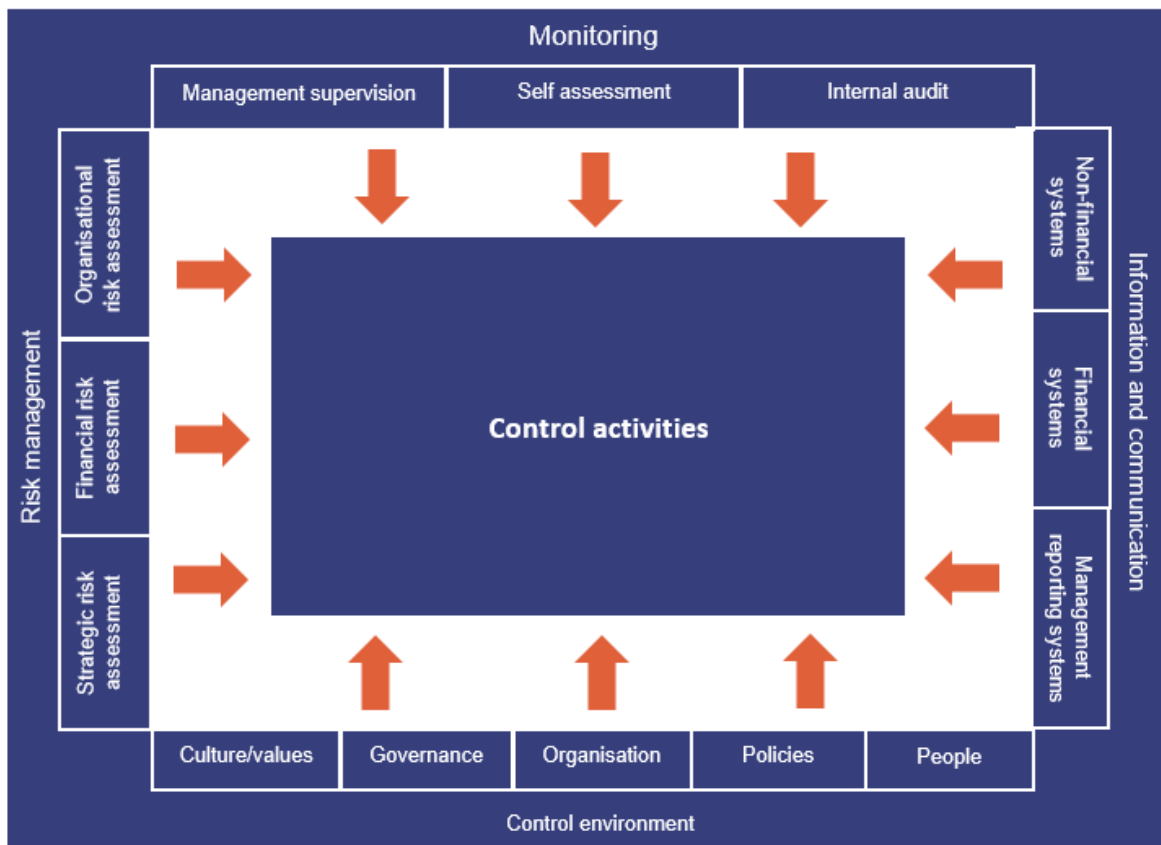 Monitoring
Management supervision
Self assessment
Internal audit
Risk management
Organisational
risk assessment
Financial risk
assessment
Strategic risk
assessment
Control activities
Non-financial
systems
Financial
systems
Management
reporting systems
Information and communication
Culture/values
Governance
Organisation
Policies
People
Control environment